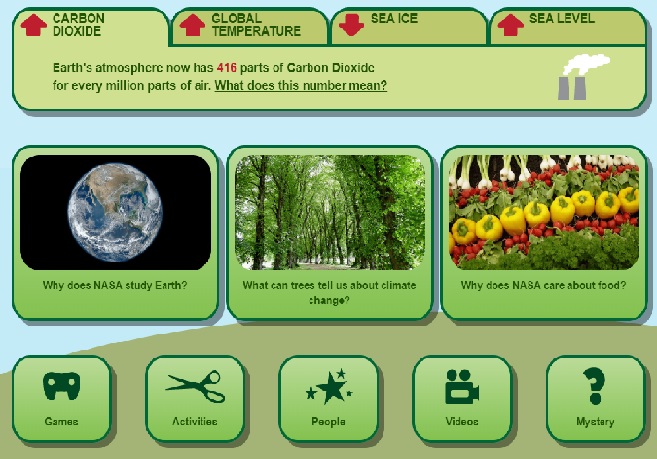 CARBON
DIOXIDE
GLOBAL
TEMPERATURE
SEA ICE
SEA LEVEL
Earth's atmosphere now has 416 parts of Carbon Dioxide
for every million parts of air. What does this number mean?
Why does NASA study Earth?
What can trees tell us about climate
change?
Why does NASA care about food?
Games
Activities
People
Videos
Mystery